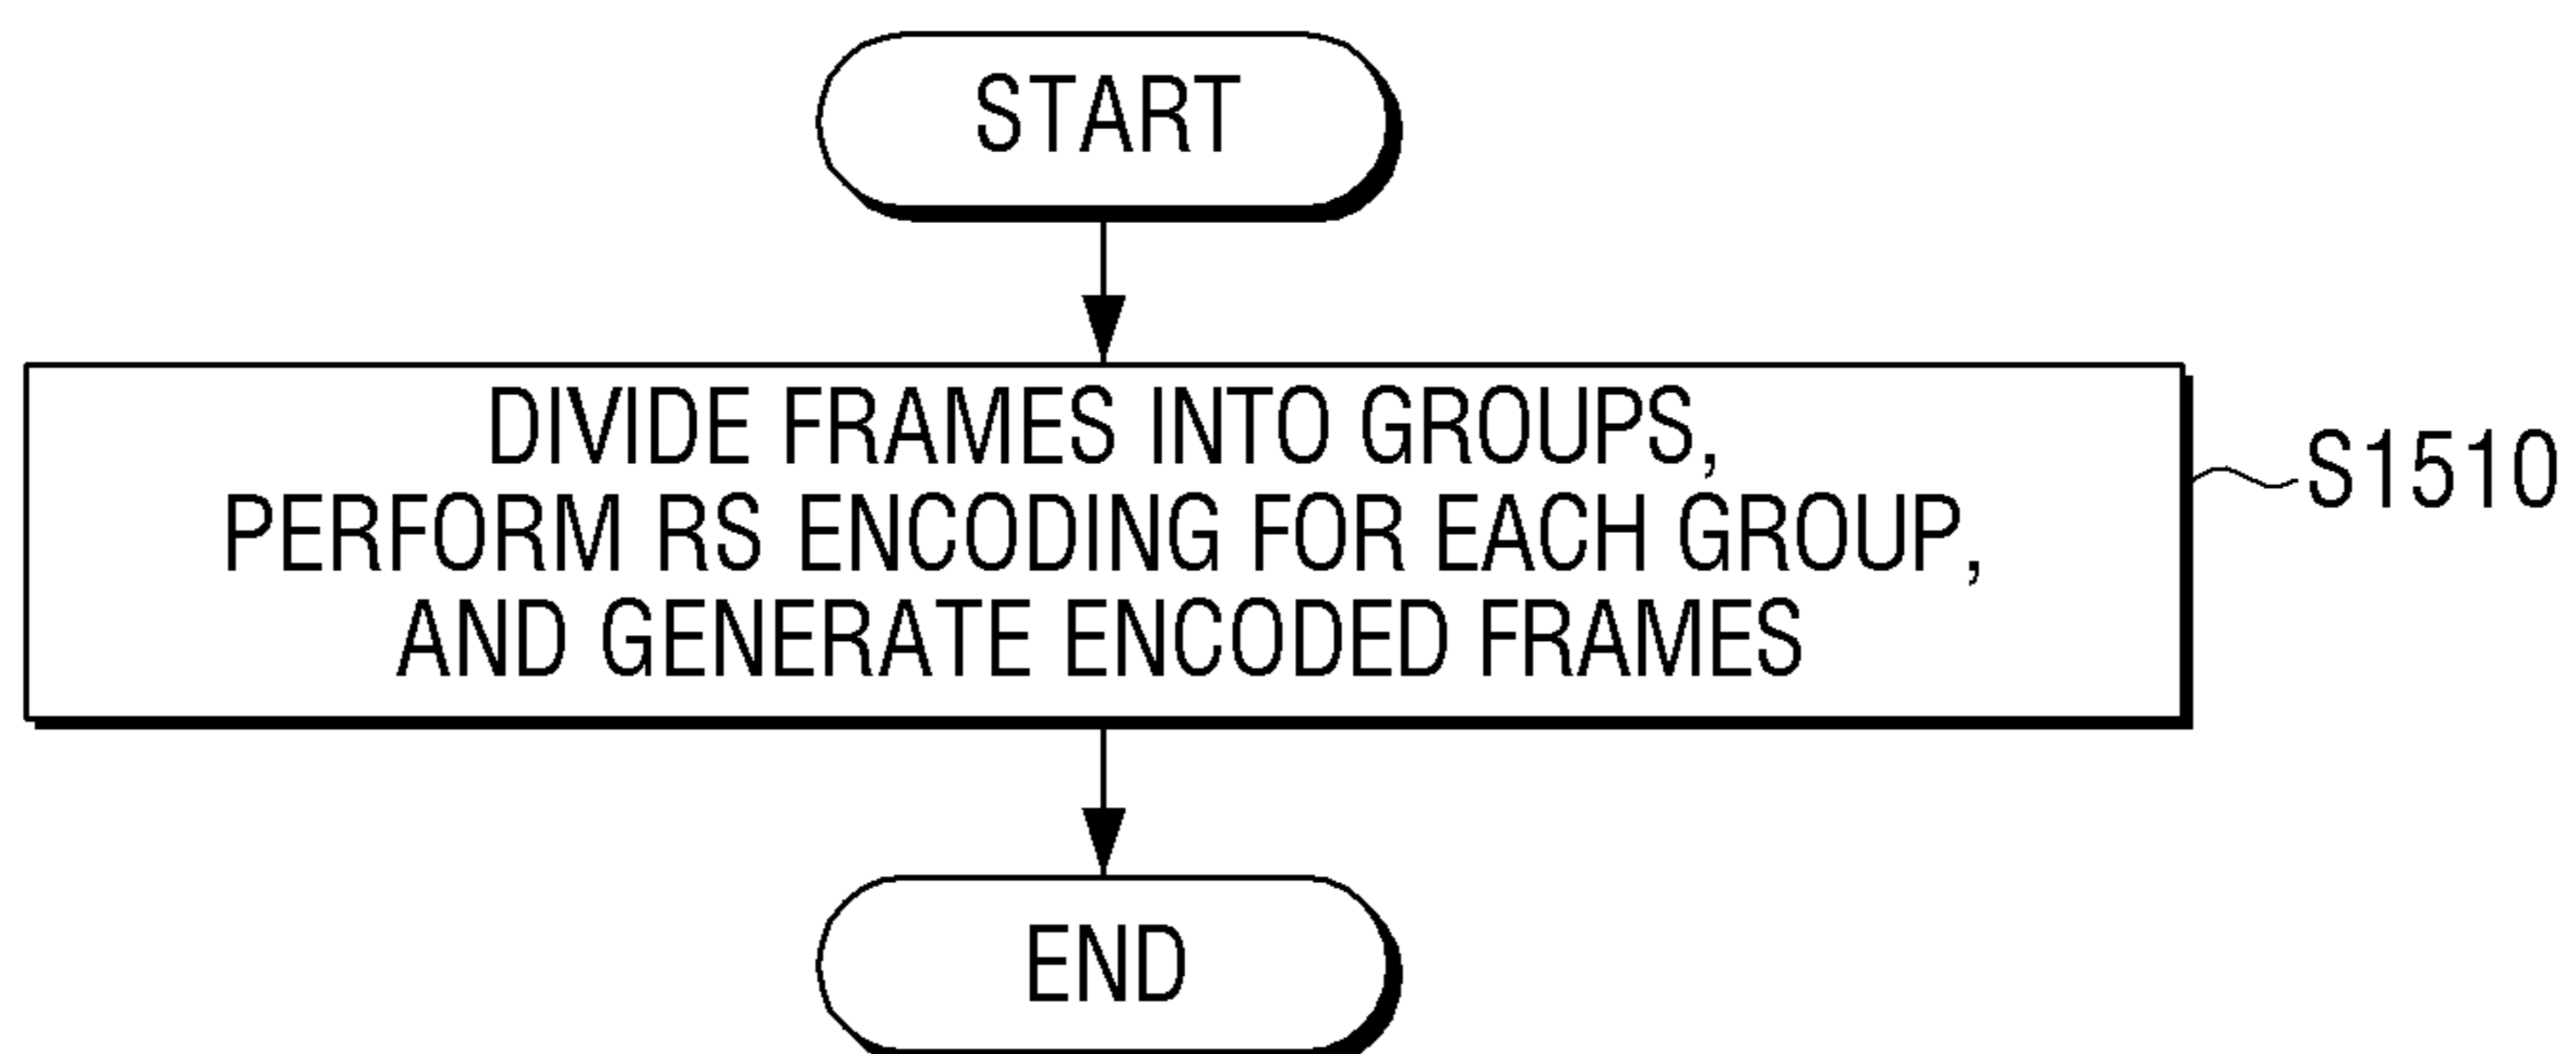 START
DIVIDE FRAMES INTO GROUPS,
PERFORM RS ENCODING FOR EACH GROUP,
AND GENERATE ENCODED FRAMES
S1510
END